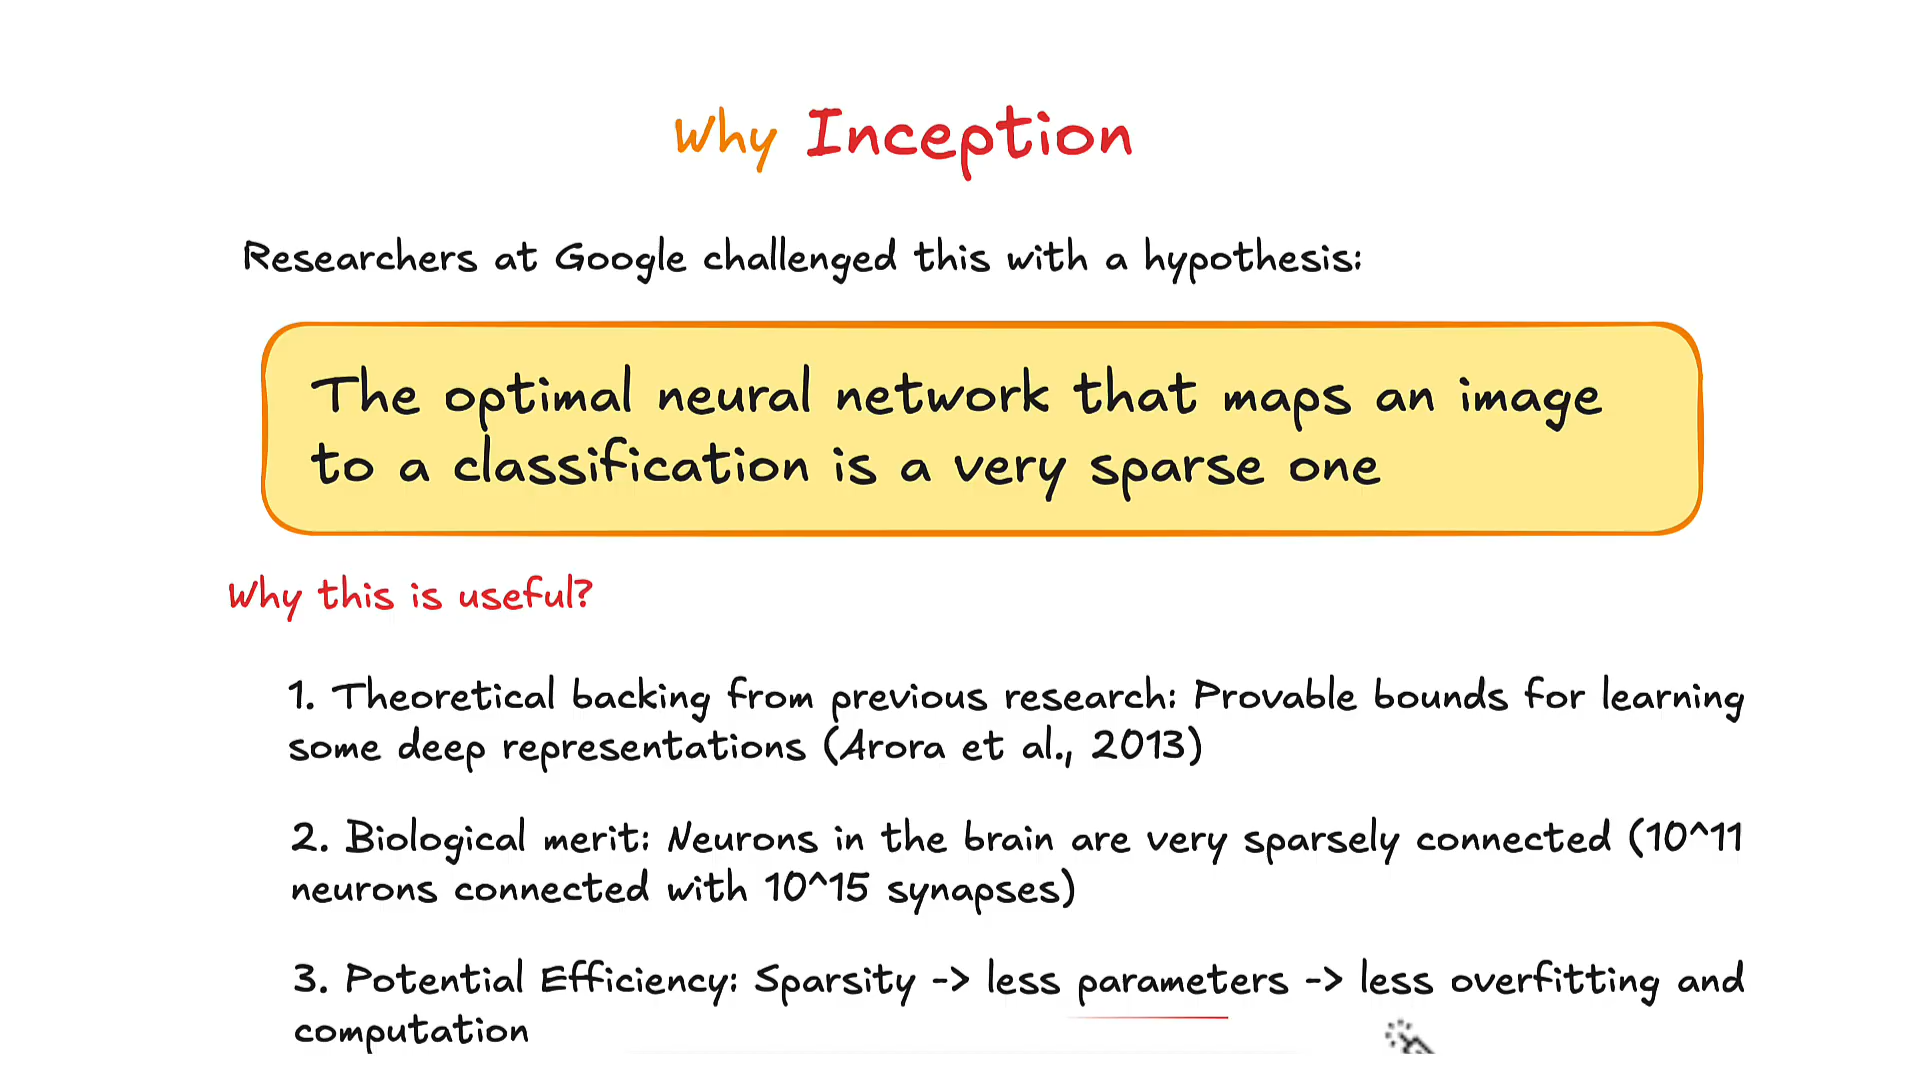 Why Inception
Researchers at Google challenged this with a hypothesis:
The optimal neural network that maps an image
to a classification is a very sparse one
Why this is useful?
1. Theoretical backing from previous research: Provable bounds for learning
some deep representations (Arora et al., 2013)
2. Biological merit: Neurons in the brain are very sparsely connected (10^11
neurons connected with 10^15 synapses)
3. Potential Efficiency: Sparsity -> less parameters -> less overfitting and
computation